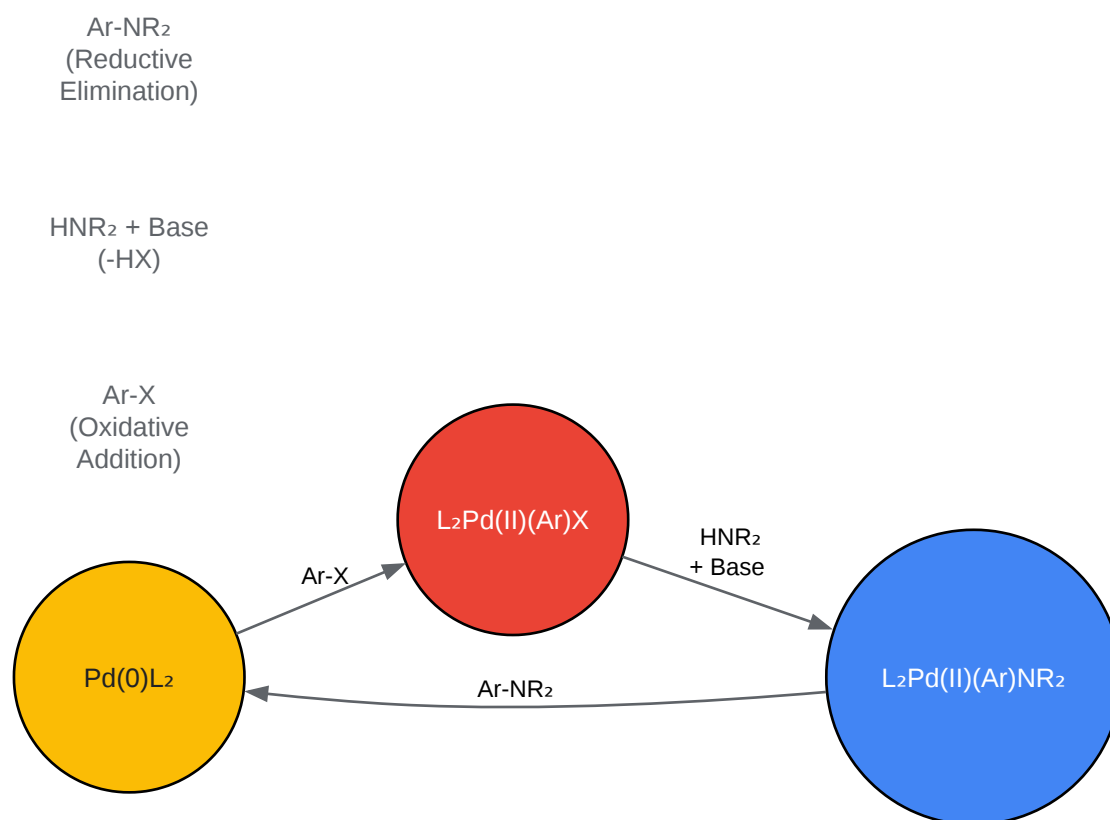 Ar-NR₂
(Reductive
Elimination)
HNR₂ + Base
(-HX)
Ar-X
(Oxidative
Addition)
L₂Pd(II)(Ar)X
HNR₂
+ Base
Ar-X
Pd(0)L₂
Ar-NR₂
L₂Pd(II)(Ar)NR₂